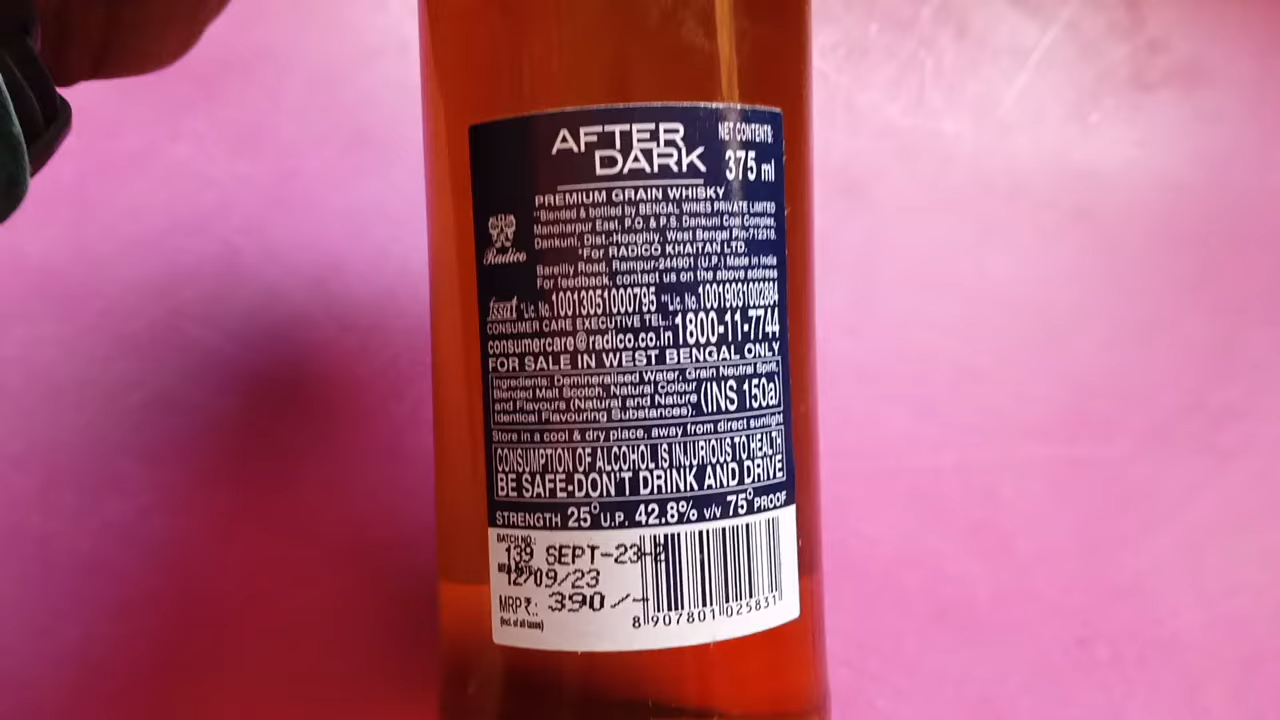 AFTER
DARK
NET CONTENTS:
375 ml
PREMIUM GRAIN WHISKY
**Blended & bottled by BENGAL WINES PRIVATE LIMITED
Manoharpur East, P.O. & P.S. Dankuni Coal Complex,
Dankuni, Dist.-Hooghly, West Bengal Pin-712310.
*For RADICO KHAITAN LTD.
Bareilly Road, Rampur-244901 (U.P.) Made in India
For feedback, contact us on the above address
Radico
fssai *Lic. No.10013051000795 **Lic. No.10019031002884
CONSUMER CARE EXECUTIVE TEL.: 1800-11-7744
consumercare@radico.co.in
FOR SALE IN WEST BENGAL ONLY
Ingredients: Demineralised Water, Grain Neutral Spirit,
Blended Malt Scotch, Natural Colour (INS 150a)
and Flavours (Natural and Nature
Identical Flavouring Substances).
Store in a cool & dry place, away from direct sunlight
CONSUMPTION OF ALCOHOL IS INJURIOUS TO HEALTH
BE SAFE-DON'T DRINK AND DRIVE
STRENGTH 25° U.P. 42.8% v/v 75° PROOF
BATCH NO.:
139 SEPT-23-2
12/09/23
MRP ₹.: 390/-
(Incl. of all taxes)
8 907801 025831